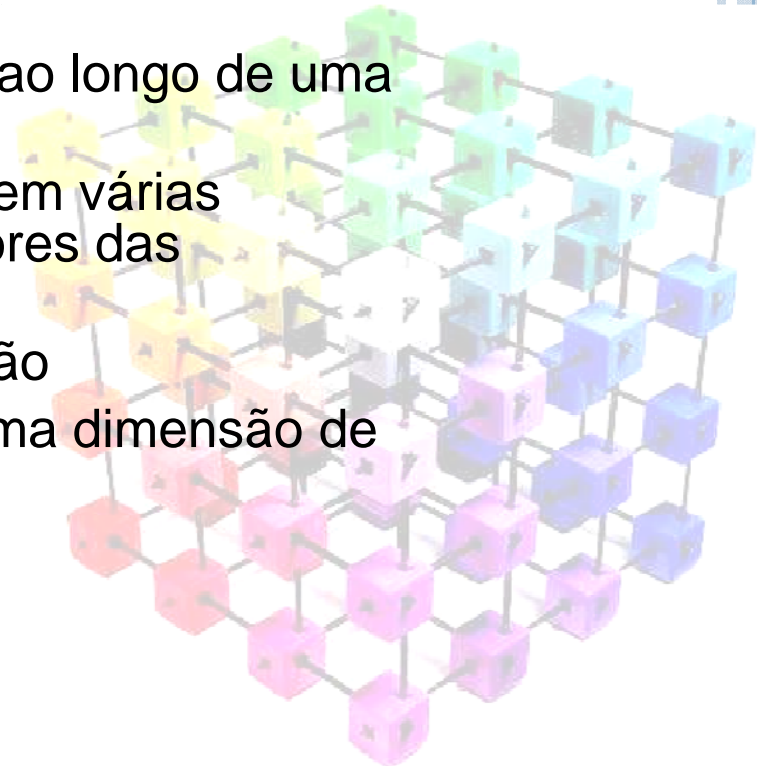 ao longo de uma
em várias
ores das
ão
ma dimensão de